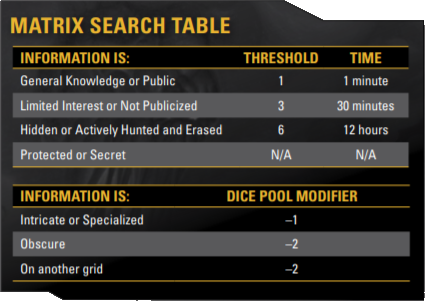 MATRIX SEARCH TABLE
INFORMATION IS: THRESHOLD TIME
General Knowledge or Public 1 1 minute
Limited Interest or Not Publicized 3 30 minutes
Hidden or Actively Hunted and Erased 6 12 hours
Protected or Secret N/A N/A
INFORMATION IS: DICE POOL MODIFIER
Intricate or Specialized –1
Obscure –2
On another grid –2